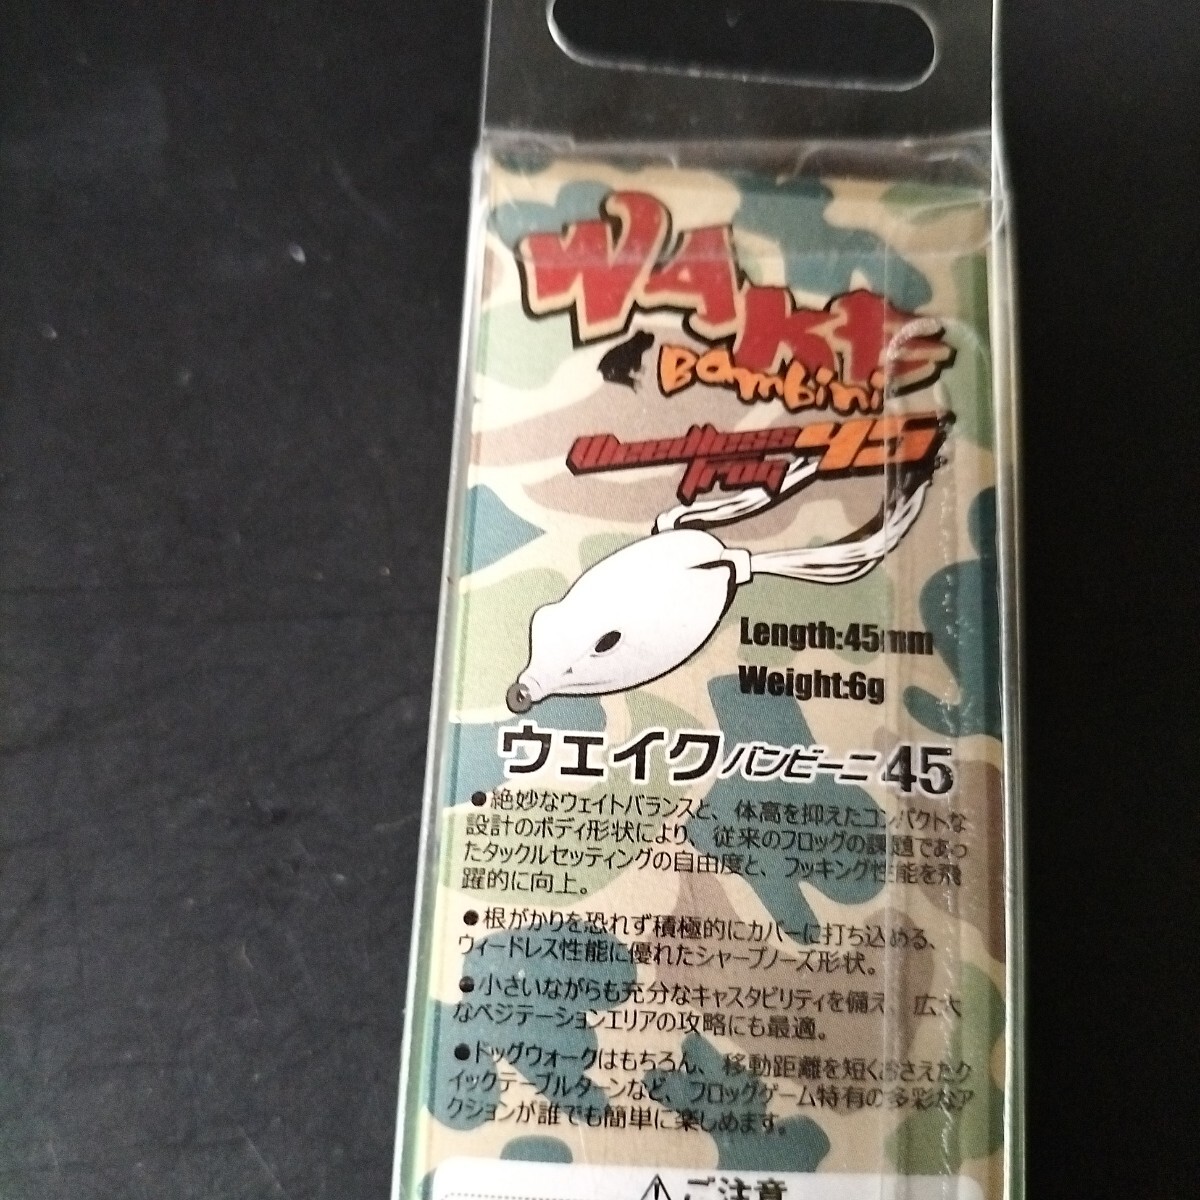 WAKE
Bambini
Weedless 45
frog
Length:45mm
Weight:6g
ウェイクバンビーニ45
●絶妙なウェイトバランスと、体高を抑えたコンパクトな
設計のボディ形状により、従来のフロッグの課題であっ
たタックルセッティングの自由度と、フッキング性能を飛
躍的に向上。
●根がかりを恐れず積極的にカバーに打ち込める、
ウィードレス性能に優れたシャープノーズ形状。
●小さいながらも充分なキャスタビリティを備え、広大
なベジテーションエリアの攻略にも最適。
●ドッグウォークはもちろん、移動距離を短くおさえたク
イックテーブルターンなど、フロッグゲーム特有の多彩なア
クションが誰でも簡単に楽しめます。
⚠ご注意